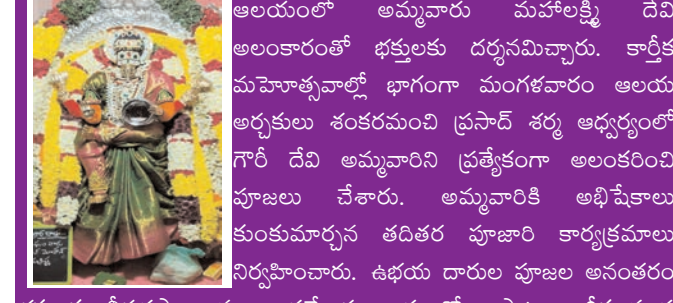 ఆలయంలో అమ్మవారు మహాలక్ష్మి దేవి
అలంకారంతో భక్తులకు దర్శనమిచ్చారు. కార్తీక
మహెూత్సవాల్లో భాగంగా మంగళవారం ఆలయ
అర్చకులు శంకరమంచి ప్రసాద్ శర్మ ఆధ్వర్యంలో
గౌరీ దేవి అమ్మవారిని ప్రత్యేకంగా అలంకరించి
పూజలు చేశారు. అమ్మవారికి అభిషేకాలు
కుంకుమార్చన తదితర పూజారి కార్యక్రమాలు
నిర్వహించారు. ఉభయ దారుల పూజల అనంతరం